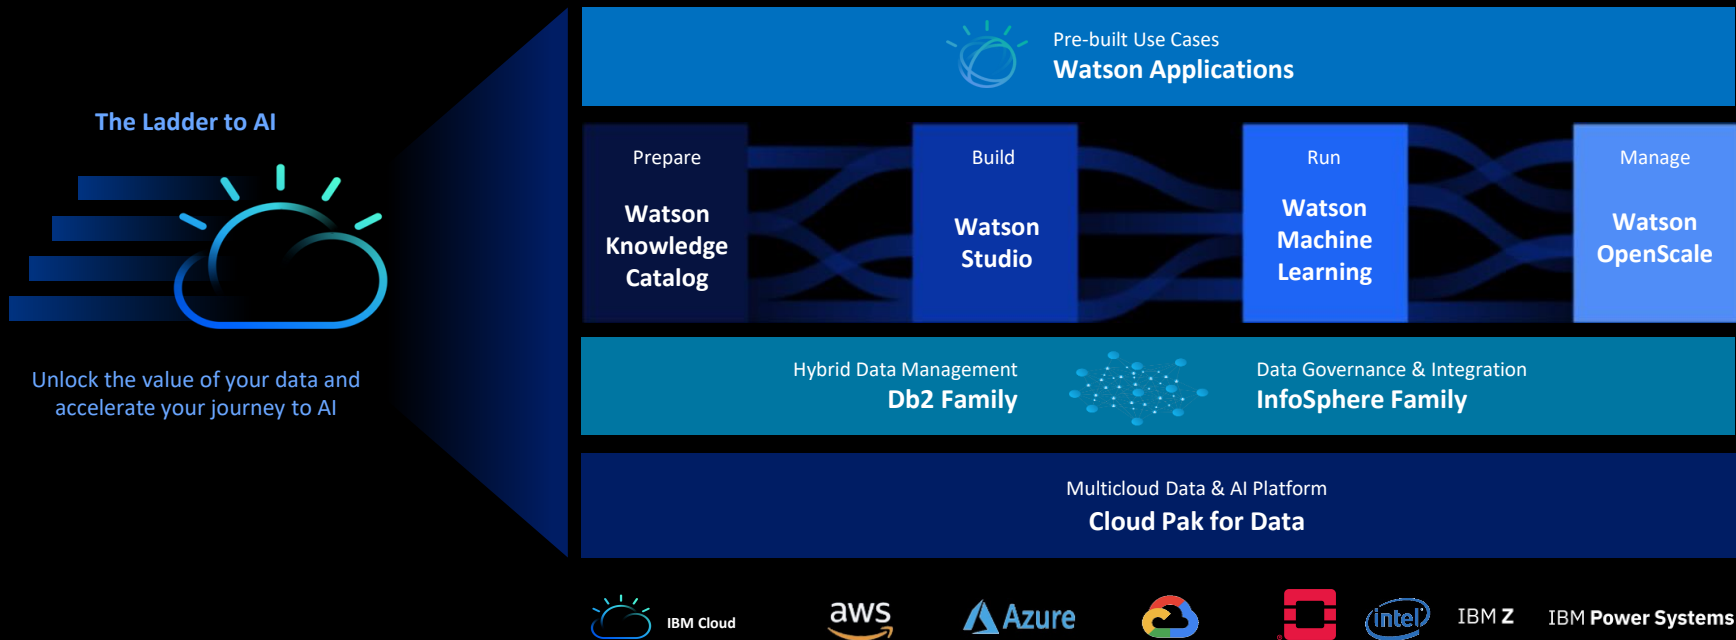 The Ladder to AI
Unlock the value of your data and
accelerate your journey to AI
Pre-built Use Cases
Watson Applications
Prepare
Watson
Knowledge
Catalog
Build
Watson
Studio
Run
Watson
Machine
Learning
Manage
Watson
OpenScale
Hybrid Data Management
Db2 Family
Data Governance & Integration
InfoSphere Family
Multicloud Data & AI Platform
Cloud Pak for Data
IBM Cloud
aws
Azure
intel
IBM Z
IBM Power Systems